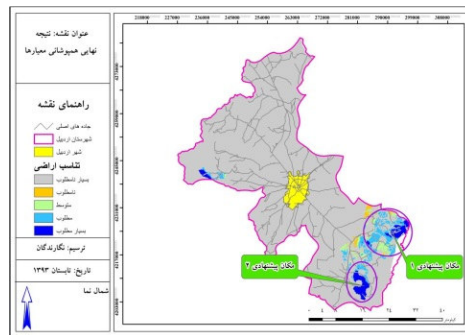 عنوان نقشه: نتیجه
نهایی همپوشانی معیارها
راهنمای نقشه
جاده های اصلی
شهرستان اردبیل
شهر اردبیل
تناسب اراضی
بسیار نامطلوب
نامطلوب
متوسط
مطلوب
بسیار مطلوب
ترسیم: نگارندگان
تاریخ: تابستان ۱۳۹۳
شمال نما
مکان پیشنهادی ۱
مکان پیشنهادی ۲